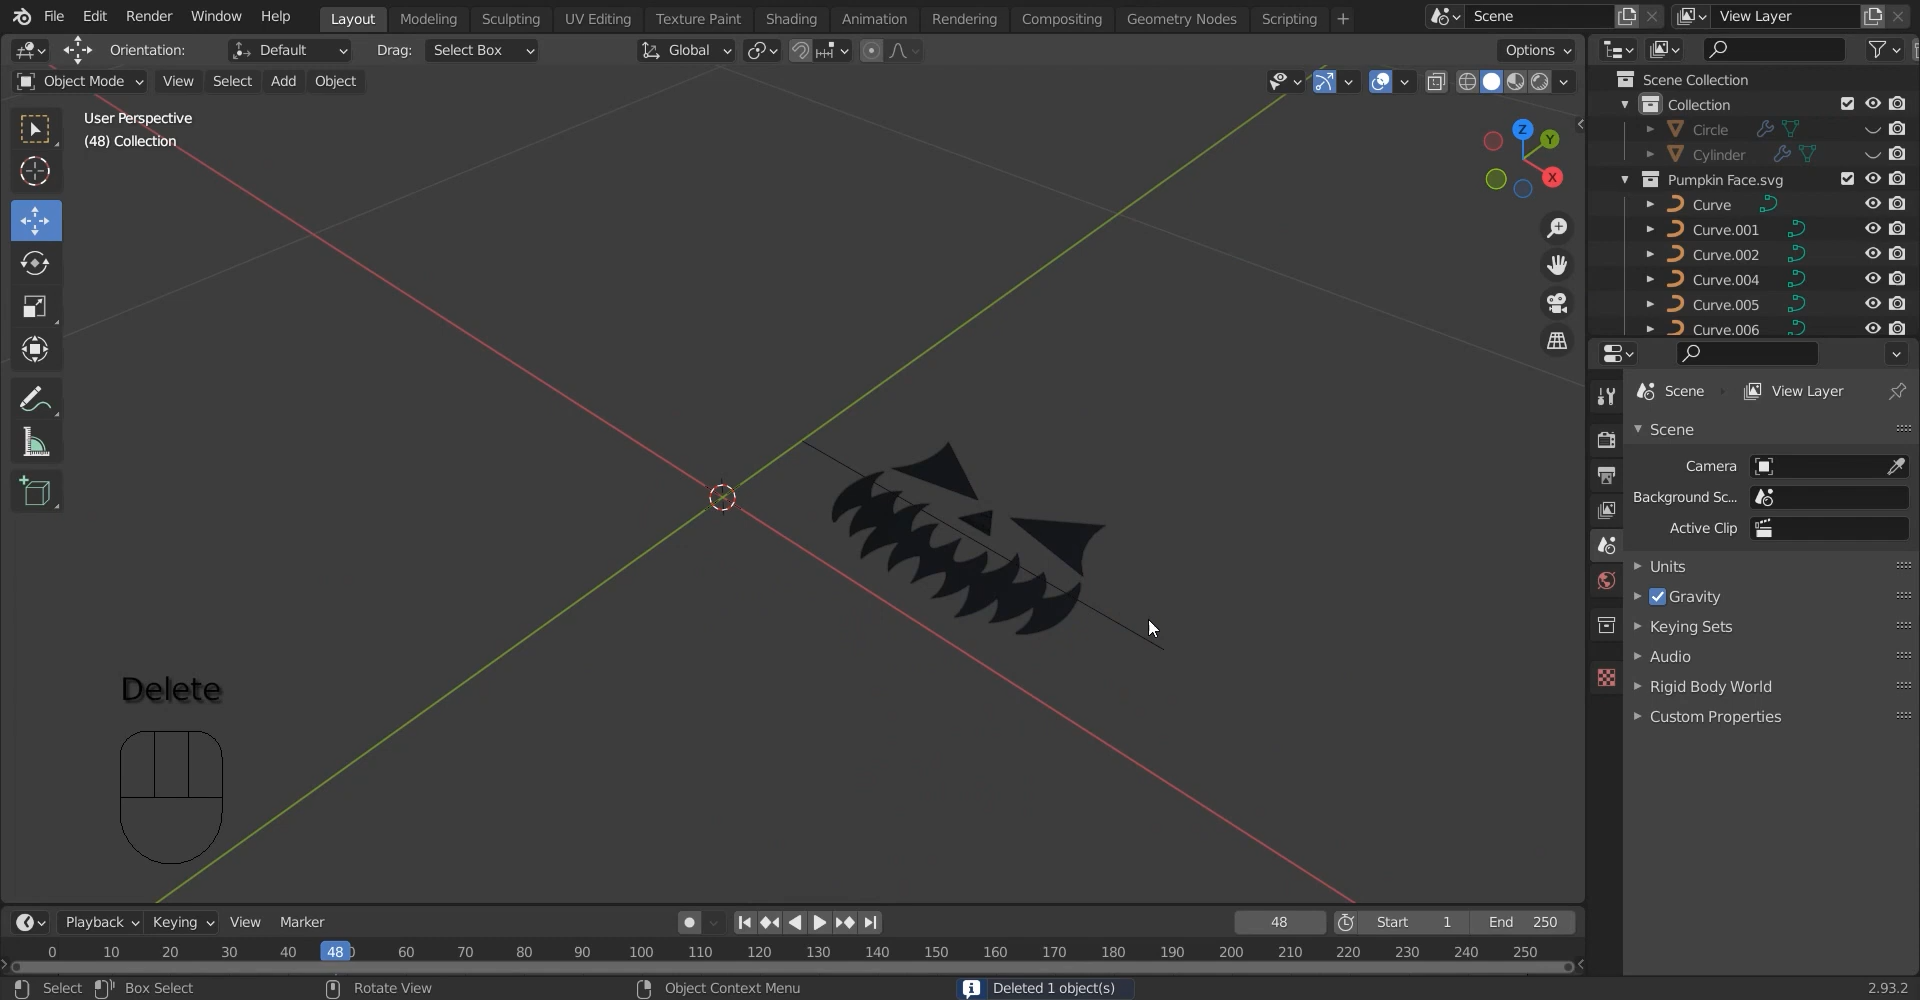 File Edit Render Window Help Layout Modeling Sculpting UV Editing Texture Paint Shading Animation Rendering Compositing Geometry Nodes Scripting + Scene View Layer
Orientation: Default Drag: Select Box Global Options
Object Mode View Select Add Object
User Perspective
(48) Collection
Z
Y
X
Delete
Scene Collection
Collection
Circle
Cylinder
Pumpkin Face.svg
Curve
Curve.001
Curve.002
Curve.004
Curve.005
Curve.006
Scene View Layer
Scene
Camera
Background Sc...
Active Clip
Units
Gravity
Keying Sets
Audio
Rigid Body World
Custom Properties
Playback Keying View Marker 48 Start 1 End 250
0 10 20 30 40 48 60 70 80 90 100 110 120 130 140 150 160 170 180 190 200 210 220 230 240 250
Select Box Select Rotate View Object Context Menu Deleted 1 object(s) 2.93.2